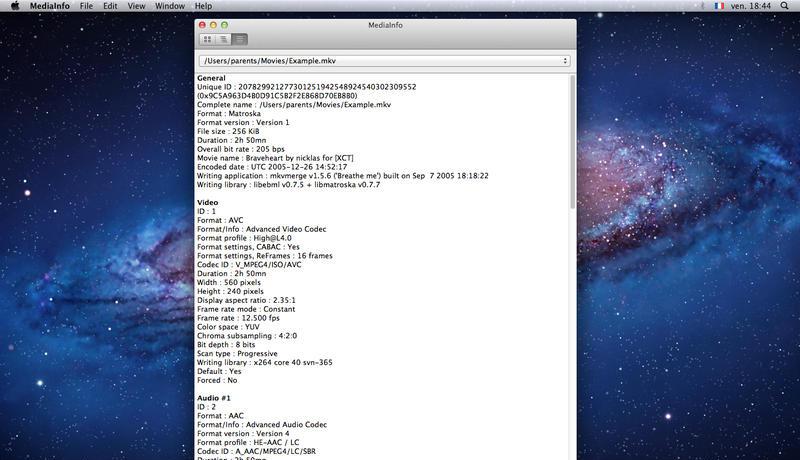 MediaInfo File Edit View Window Help ven. 18:44
MediaInfo
/Users/parents/Movies/Example.mkv
General
Unique ID : 207829921277301251942548924540302309552
(0x9C5A963D4B0D91C5B2F2E868D70EB8B0)
Complete name : /Users/parents/Movies/Example.mkv
Format : Matroska
Format version : Version 1
File size : 256 KiB
Duration : 2h 50mn
Overall bit rate : 205 bps
Movie name : Braveheart by nicklas for [XCT]
Encoded date : UTC 2005-12-26 14:52:17
Writing application : mkvmerge v1.5.6 ('Breathe me') built on Sep  7 2005 18:18:22
Writing library : libebml v0.7.5 + libmatroska v0.7.7
Video
ID : 1
Format : AVC
Format/Info : Advanced Video Codec
Format profile : High@L4.0
Format settings, CABAC : Yes
Format settings, ReFrames : 16 frames
Codec ID : V_MPEG4/ISO/AVC
Duration : 2h 50mn
Width : 560 pixels
Height : 240 pixels
Display aspect ratio : 2.35:1
Frame rate mode : Constant
Frame rate : 12.500 fps
Color space : YUV
Chroma subsampling : 4:2:0
Bit depth : 8 bits
Scan type : Progressive
Writing library : x264 core 40 svn-365
Default : Yes
Forced : No
Audio #1
ID : 2
Format : AAC
Format/Info : Advanced Audio Codec
Format version : Version 4
Format profile : HE-AAC / LC
Codec ID : A_AAC/MPEG4/LC/SBR
Duration : 2h 50mn